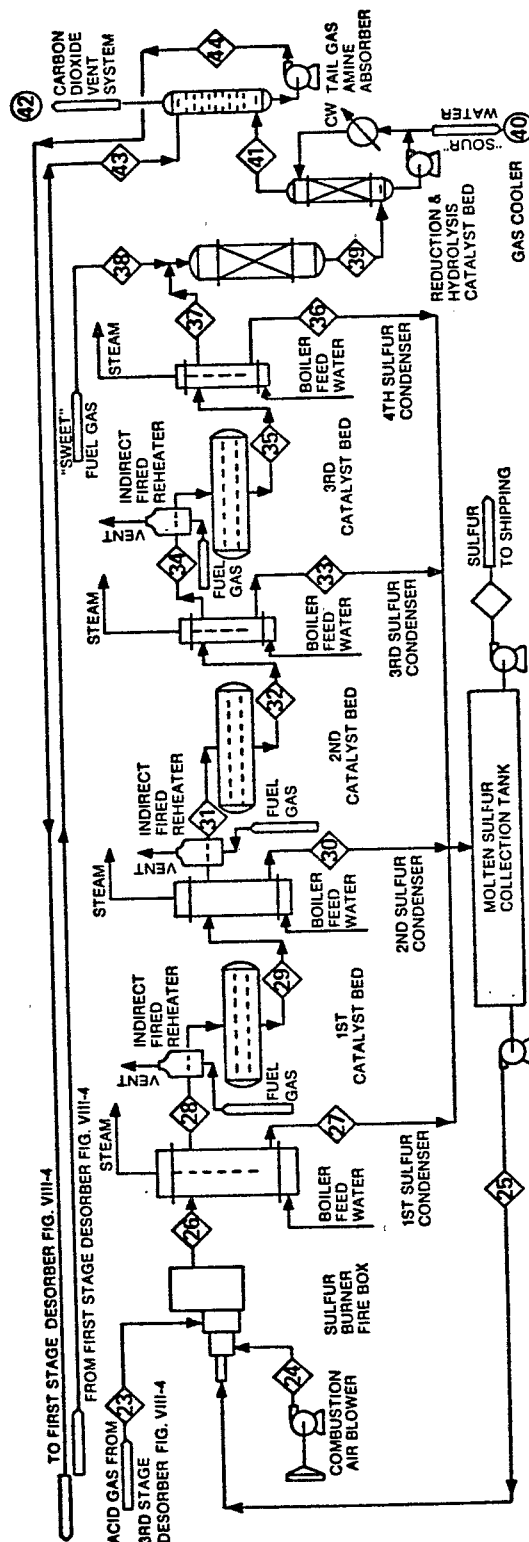 TO FIRST STAGE DESORBER FIG. VIII-4
FROM FIRST STAGE DESORBER FIG. VIII-4
ACID GAS FROM
3RD STAGE
DESORBER FIG. VIII-4
23
COMBUSTION
AIR BLOWER
24
25
SULFUR
BURNER
FIRE BOX
26
STEAM
BOILER
FEED
WATER
27
1ST SULFUR
CONDENSER
28
VENT
INDIRECT
FIRED
REHEATER
FUEL
GAS
1ST
CATALYST
BED
29
STEAM
BOILER
FEED
WATER
30
2ND SULFUR
CONDENSER
VENT
INDIRECT
FIRED
REHEATER
31
FUEL
GAS
2ND
CATALYST BED
32
STEAM
BOILER
FEED
WATER
33
3RD SULFUR
CONDENSER
34
VENT
INDIRECT
FIRED
REHEATER
FUEL
GAS
3RD
CATALYST BED
35
STEAM
BOILER
FEED
WATER
36
4TH SULFUR
CONDENSER
37
"SWEET"
FUEL GAS
38
39
REDUCTION &
HYDROLYSIS
CATALYST BED
"SOUR"
WATER
40
GAS COOLER
CW
41
TAIL GAS
AMINE
ABSORBER
42
CARBON
DIOXIDE
VENT
SYSTEM
43
44
MOLTEN SULFUR
COLLECTION TANK
SULFUR
TO SHIPPING